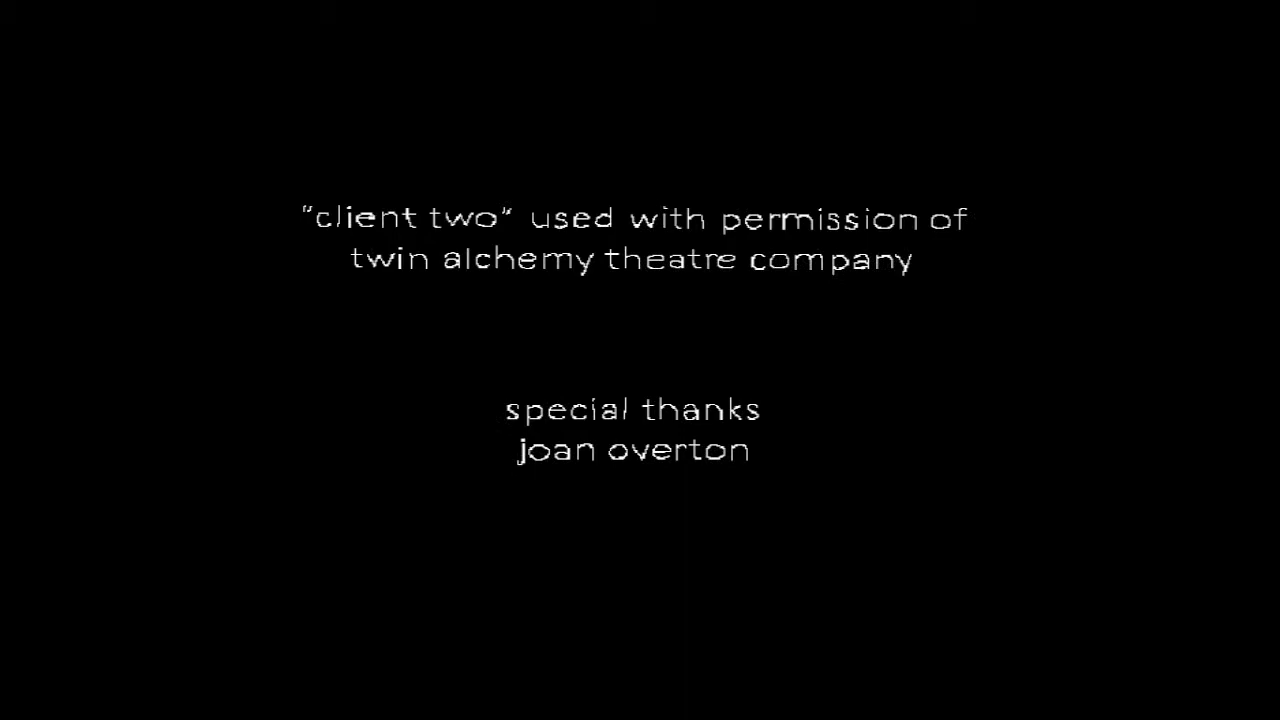 "client two" used with permission of
twin alchemy theatre company
special thanks
joan overton